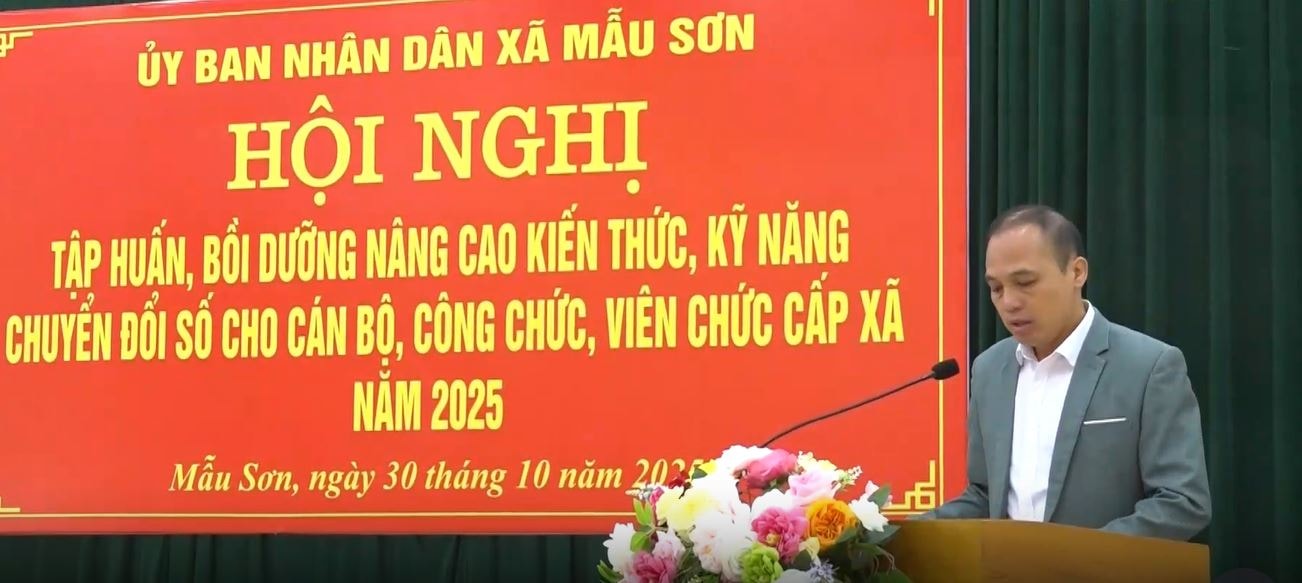 ỦY BAN NHÂN DÂN XÃ MẪU SƠN
HỘI NGHỊ
TẬP HUẤN, BỒI DƯỠNG NÂNG CAO KIẾN THỨC, KỸ NĂNG
CHUYỂN ĐỔI SỐ CHO CÁN BỘ, CÔNG CHỨC, VIÊN CHỨC CẤP XÃ
NĂM 2025
Mẫu Sơn, ngày 30 tháng 10 năm 2025